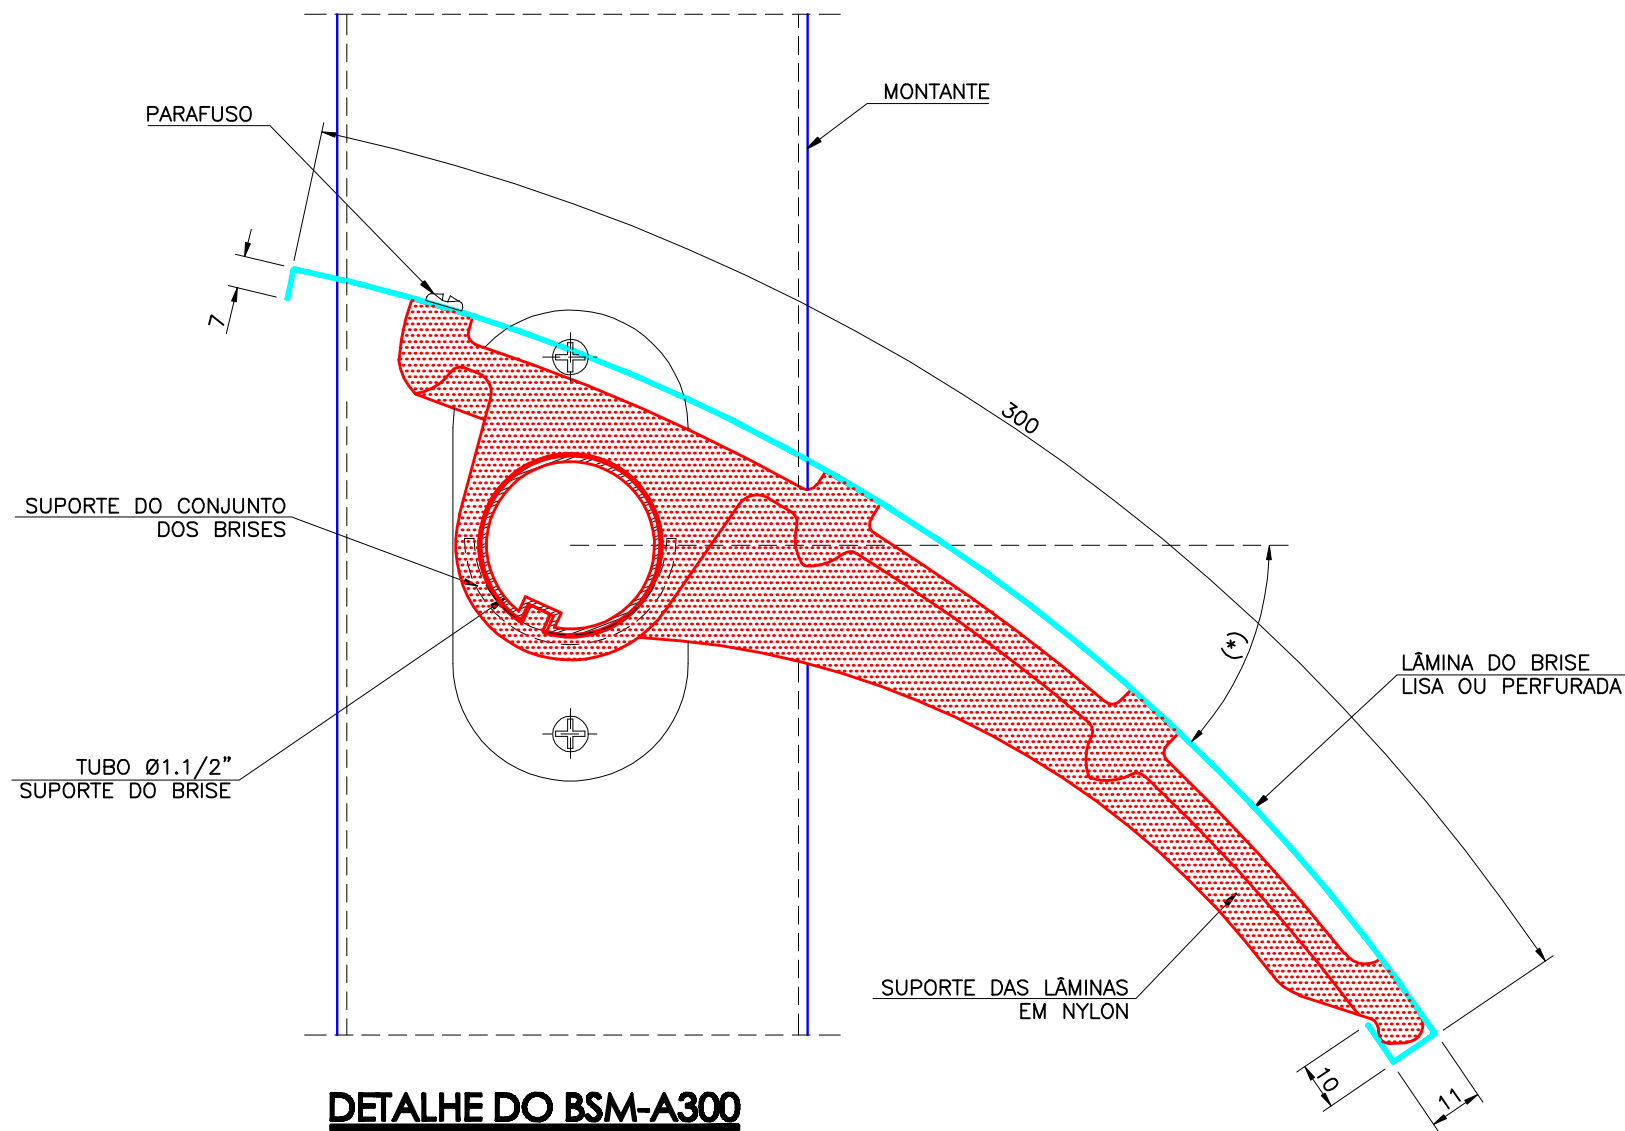 MONTANTE
PARAFUSO
7
300
SUPORTE DO CONJUNTO
DOS BRISES
(*)
LÂMINA DO BRISE
LISA OU PERFURADA
TUBO Ø1.1/2”
SUPORTE DO BRISE
SUPORTE DAS LÂMINAS
EM NYLON
10
11
DETALHE DO BSM-A300